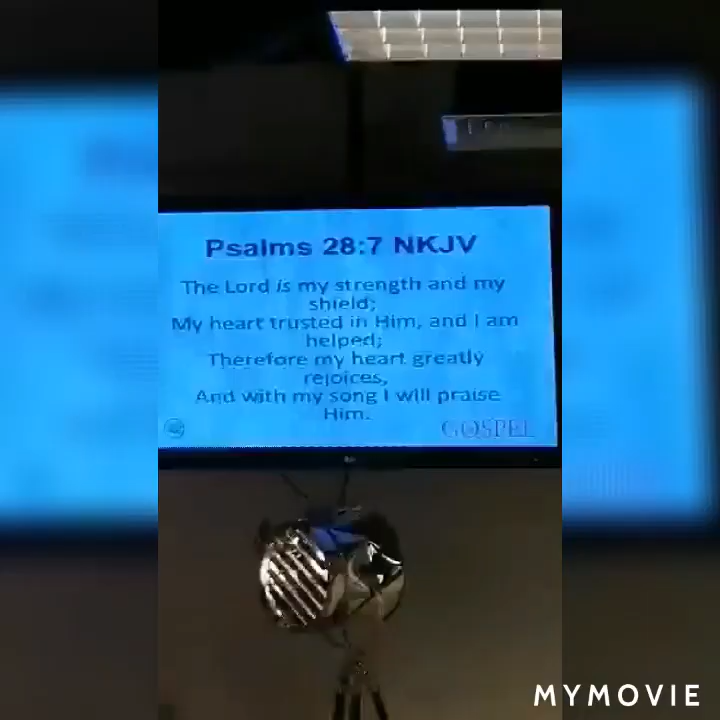 Psalms 28:7 NKJV
The Lord is my strength and my
shield;
My heart trusted in Him, and I am
helped;
Therefore my heart greatly
rejoices,
And with my song I will praise
Him.
GOSPEL
MYMOVIE